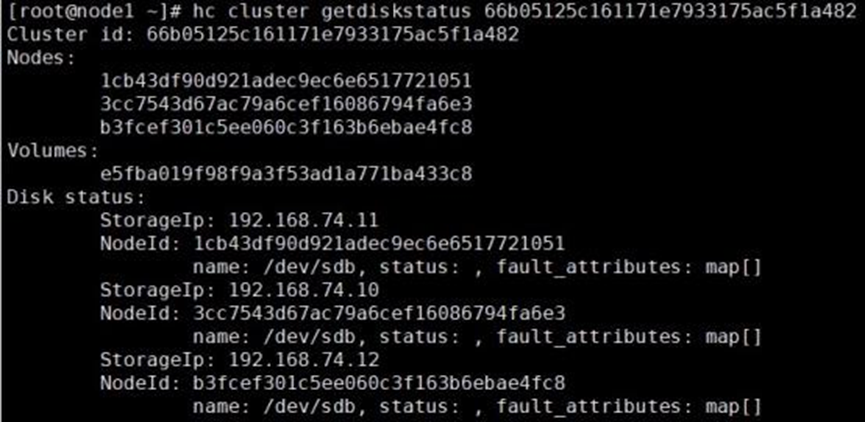 [root@node1 ~]# hc cluster getdiskstatus 66b05125c161171e7933175ac5f1a482
Cluster id: 66b05125c161171e7933175ac5f1a482
Nodes:
1cb43df90d921adec9ec6e6517721051
3cc7543d67ac79a6cef16086794fa6e3
b3fcef301c5ee060c3f163b6ebae4fc8
Volumes:
e5fba019f98f9a3f53ad1a771ba433c8
Disk status:
StorageIp: 192.168.74.11
NodeId: 1cb43df90d921adec9ec6e6517721051
name: /dev/sdb, status: , fault_attributes: map[]
StorageIp: 192.168.74.10
NodeId: 3cc7543d67ac79a6cef16086794fa6e3
name: /dev/sdb, status: , fault_attributes: map[]
StorageIp: 192.168.74.12
NodeId: b3fcef301c5ee060c3f163b6ebae4fc8
name: /dev/sdb, status: , fault_attributes: map[]